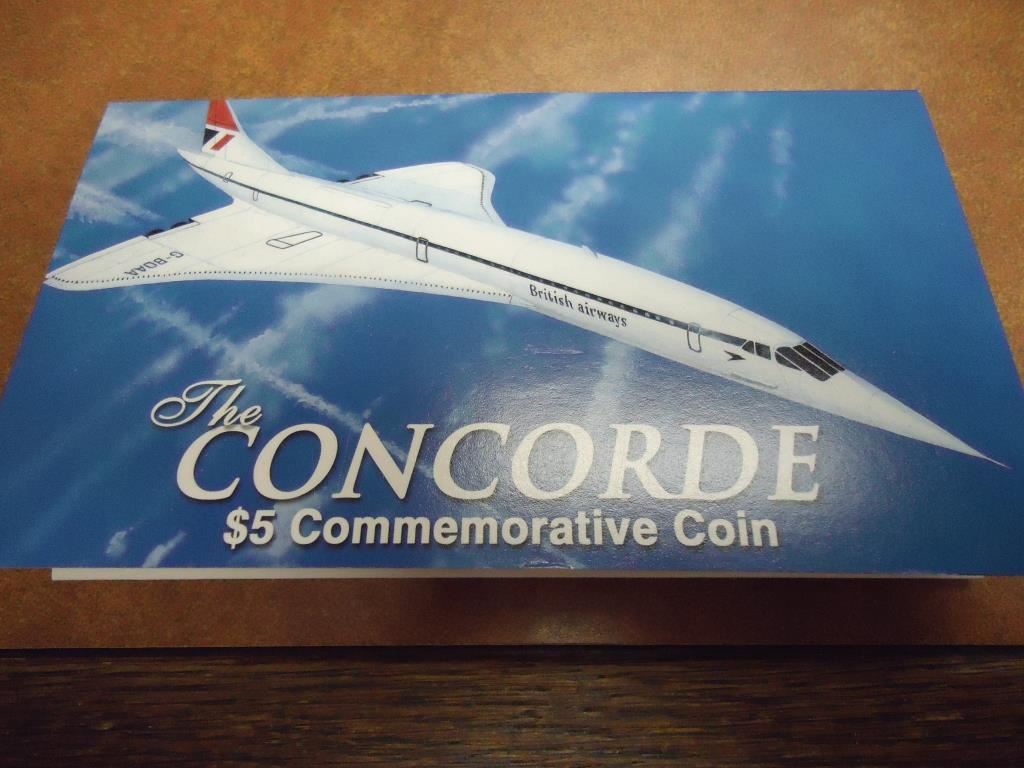 G-BOAA
British airways
The
CONCORDE
$5 Commemorative Coin